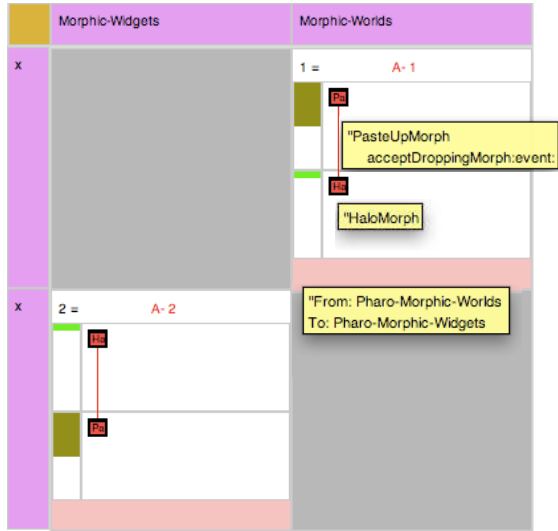 Morphic-Widgets
Morphic-Worlds
x
1 =
A- 1
Pa
"PasteUpMorph
acceptDroppingMorph:event:
Ha
"HaloMorph
x
2 =
A- 2
"From: Pharo-Morphic-Worlds
To: Pharo-Morphic-Widgets
Ha
Pa